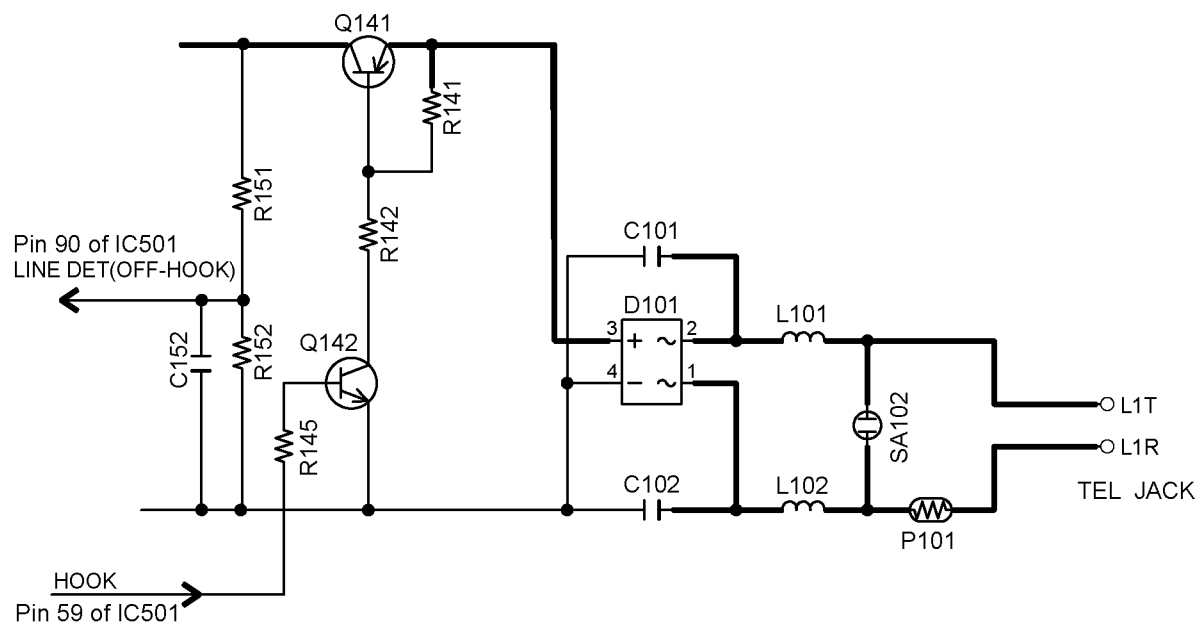 Q141
R141
R151
R142
Pin 90 of IC501
LINE DET(OFF-HOOK)
C101
D101
3 + ~ 2
4 − ~ 1
L101
Q142
C152
R152
R145
SA102
L1T
L1R
TEL JACK
C102
L102
P101
HOOK
Pin 59 of IC501